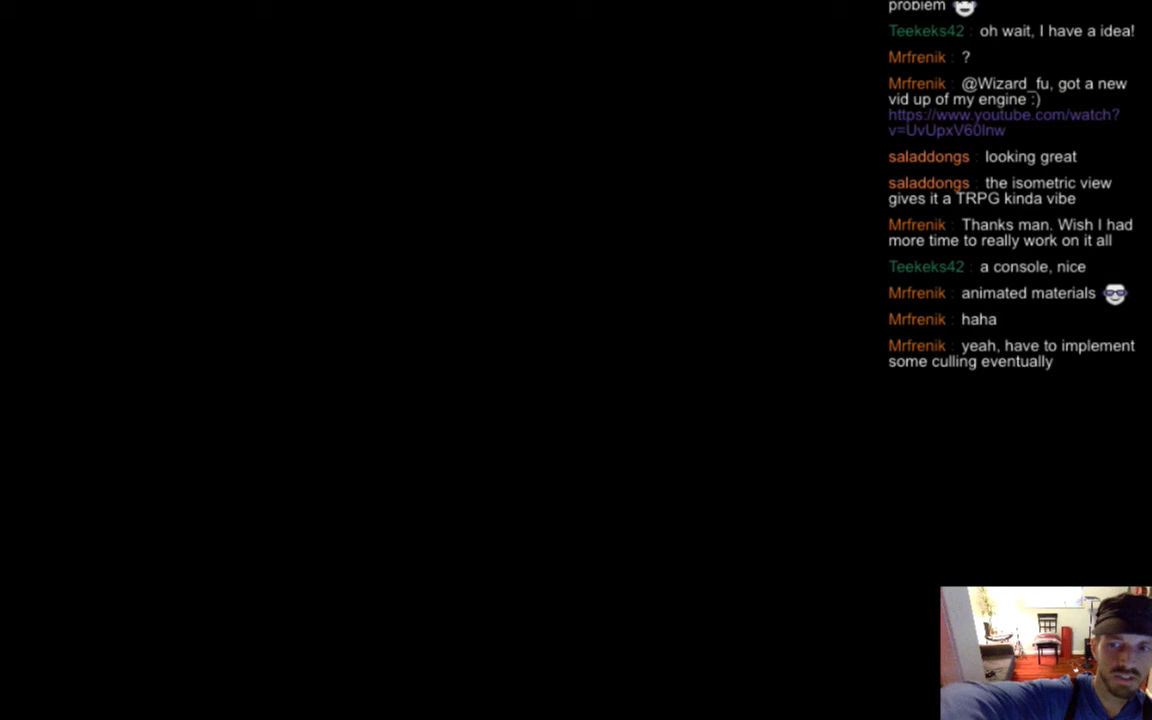 problem
Teekeks42 : oh wait, I have a idea!
Mrfrenik : ?
Mrfrenik : @Wizard_fu, got a new
vid up of my engine :)
https://www.youtube.com/watch?
v=UvUpxV60lnw
saladdongs : looking great
saladdongs : the isometric view
gives it a TRPG kinda vibe
Mrfrenik : Thanks man. Wish I had
more time to really work on it all
Teekeks42 : a console, nice
Mrfrenik : animated materials
Mrfrenik : haha
Mrfrenik : yeah, have to implement
some culling eventually